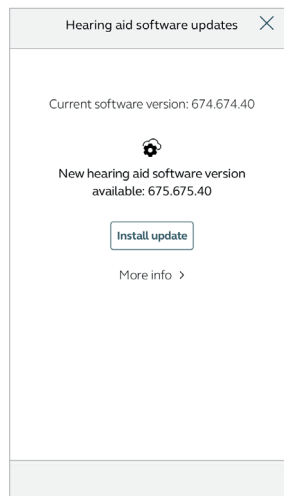 Hearing aid software updates
Current software version: 674.674.40
New hearing aid software version
available: 675.675.40
Install update
More info >